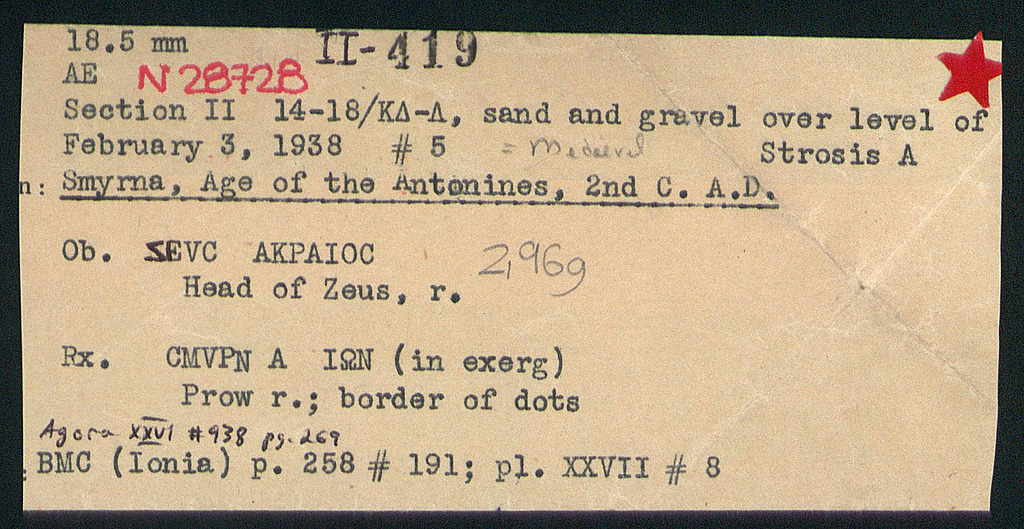 18.5 mm II-419
AE N 28728
Section II 14-18/ΚΔ-Δ, sand and gravel over level of
February 3, 1938 # 5 = Medieval Strosis A
n: Smyrna, Age of the Antonines, 2nd C. A.D.
Ob. ΣEVC AKPAIOC 2,96g
Head of Zeus, r.
Rx. CMVPN A IΩN (in exerg)
Prow r.; border of dots
Agora XXVI #938 pg. 269
: BMC (Ionia) p. 258 # 191; pl. XXVII # 8